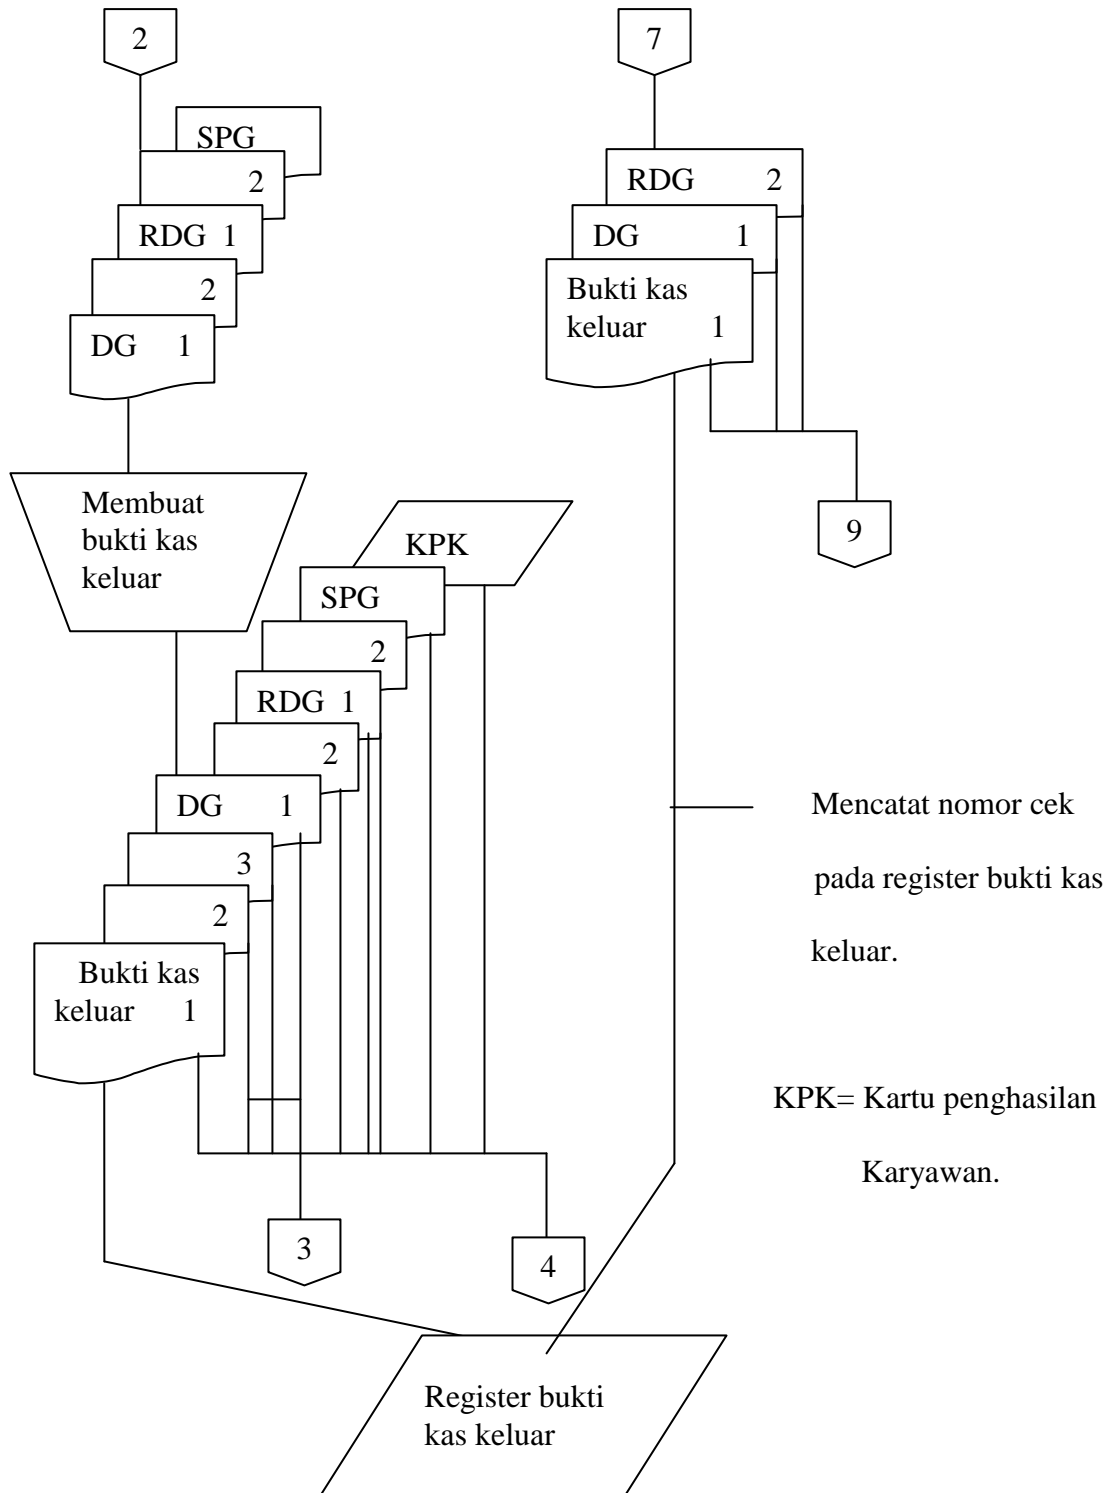 2
SPG
2
RDG 1
2
DG 1
Membuat
bukti kas
keluar
KPK
SPG
2
RDG 1
2
DG 1
3
2
Bukti kas
keluar 1
3
4
7
RDG 2
DG 1
Bukti kas
keluar 1
9
Mencatat nomor cek
pada register bukti kas
keluar.
KPK= Kartu penghasilan
Karyawan.
Register bukti
kas keluar